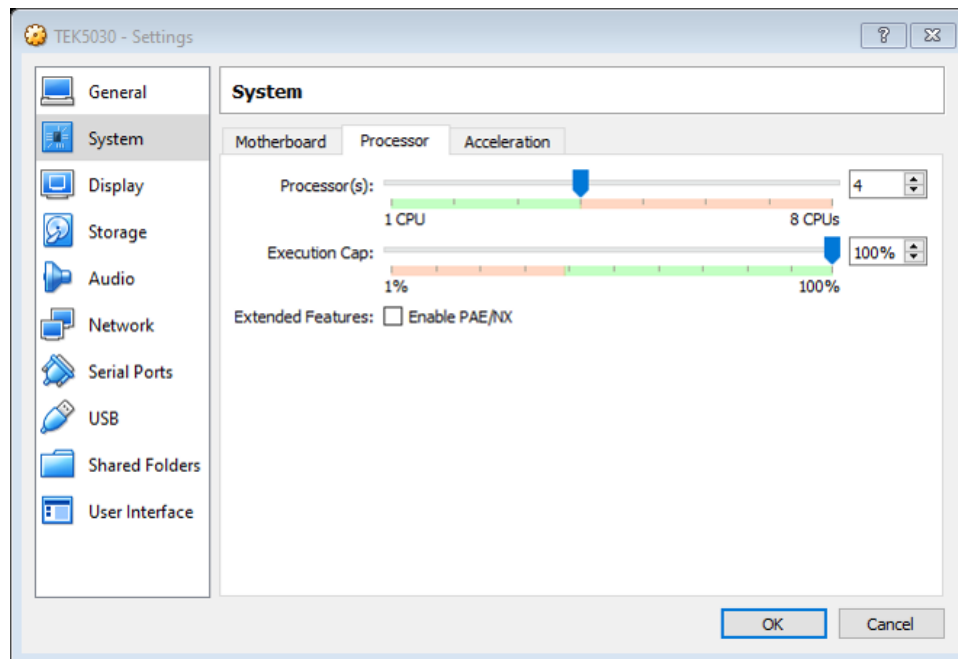 TEK5030 - Settings
General
System
Display
Storage
Audio
Network
Serial Ports
USB
Shared Folders
User Interface
System
Motherboard Processor Acceleration
Processor(s): 4
1 CPU 8 CPUs
Execution Cap: 100%
1% 100%
Extended Features: Enable PAE/NX
OK Cancel